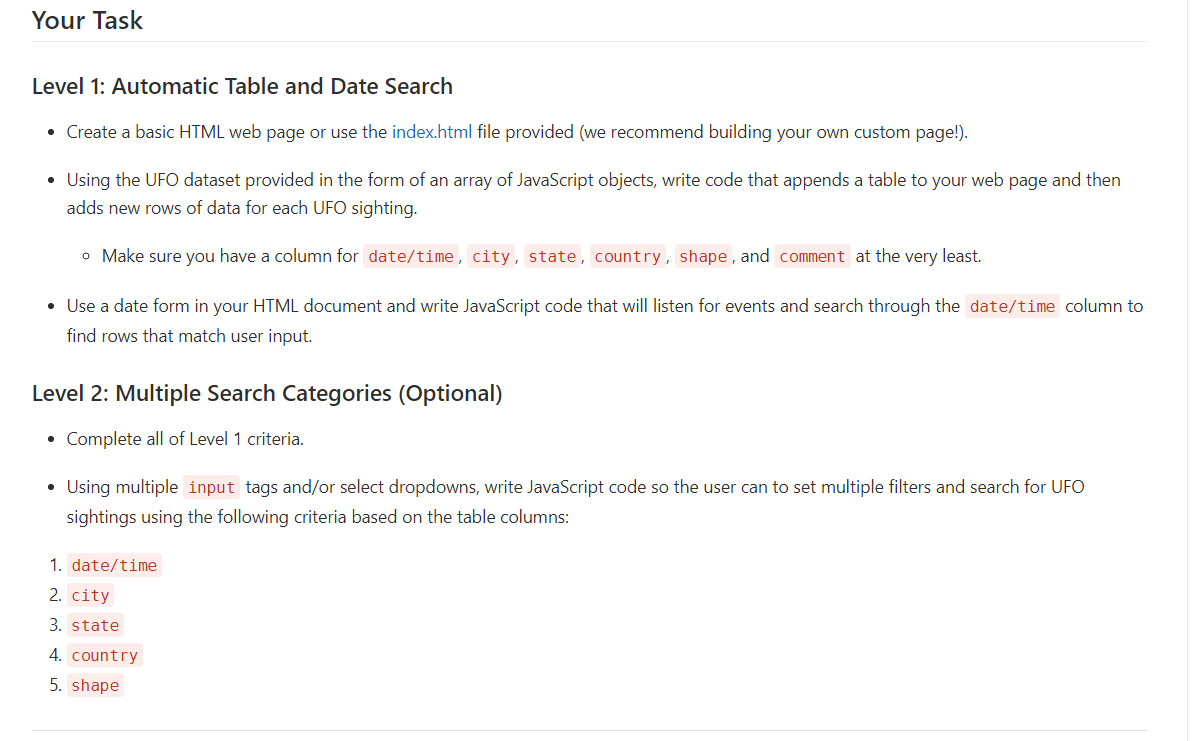 Your Task
Level 1: Automatic Table and Date Search
Create a basic HTML web page or use the index.html file provided (we recommend building your own custom page!).
Using the UFO dataset provided in the form of an array of JavaScript objects, write code that appends a table to your web page and then
adds new rows of data for each UFO sighting.
Make sure you have a column for date/time, city, state, country, shape, and comment at the very least.
Use a date form in your HTML document and write JavaScript code that will listen for events and search through the date/time column to
find rows that match user input.
Level 2: Multiple Search Categories (Optional)
Complete all of Level 1 criteria.
Using multiple input tags and/or select dropdowns, write JavaScript code so the user can to set multiple filters and search for UFO
sightings using the following criteria based on the table columns:
1. date/time
2. city
3. state
4. country
5. shape